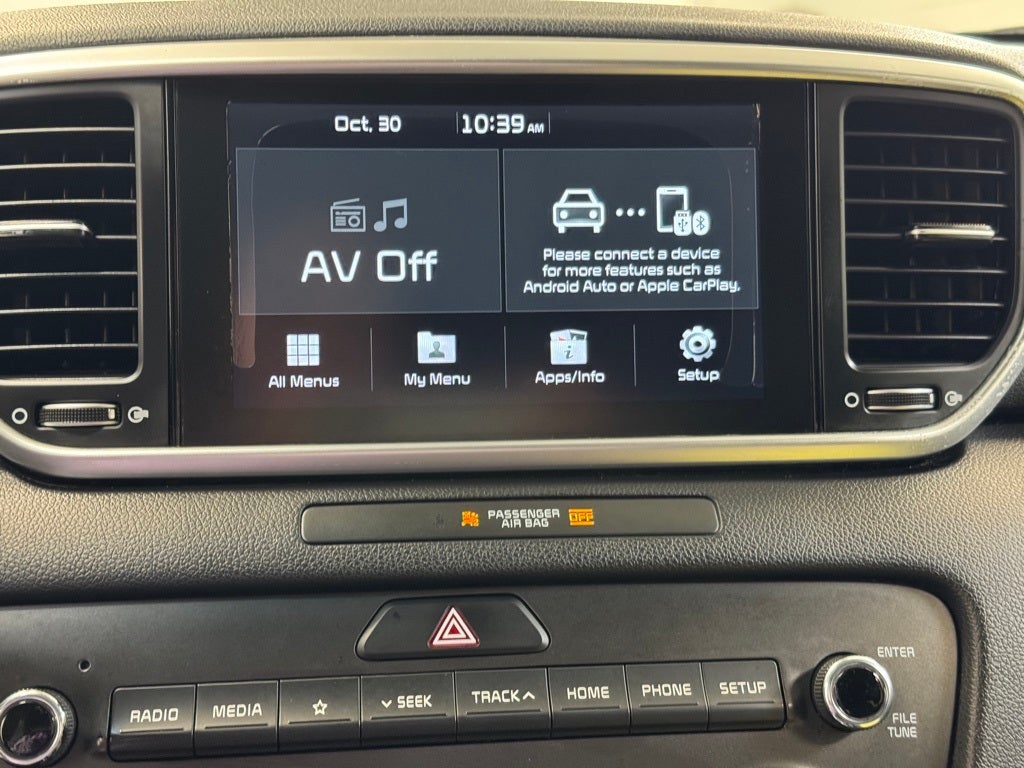 Oct. 30
10:39 AM
AV Off
Please connect a device
for more features such as
Android Auto or Apple CarPlay.
All Menus
My Menu
Apps/Info
Setup
PASSENGER
AIR BAG
OFF
RADIO
MEDIA
SEEK
TRACK
HOME
PHONE
SETUP
ENTER
FILE
TUNE